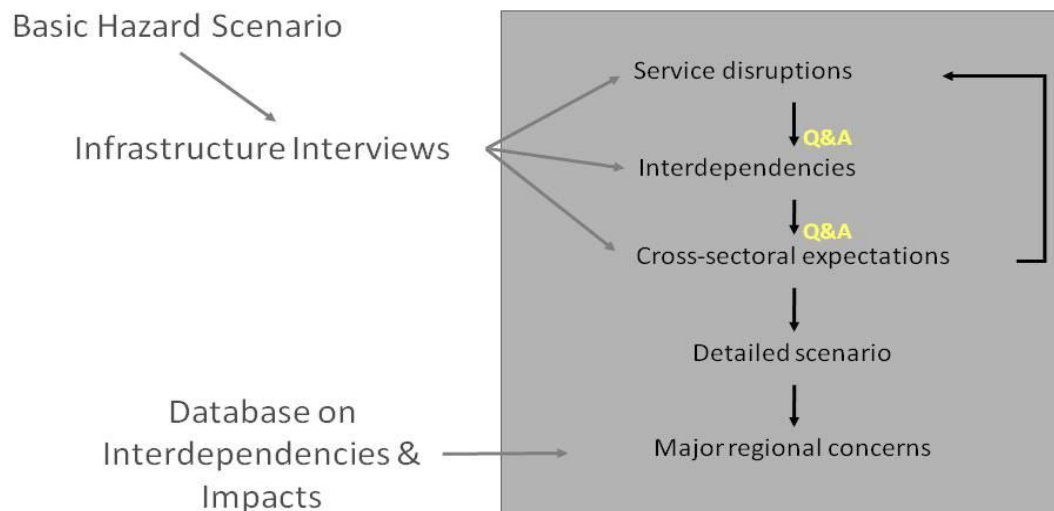 Basic Hazard Scenario
Infrastructure Interviews
Database on
Interdependencies &
Impacts
Service disruptions
Q&A
Interdependencies
Q&A
Cross-sectoral expectations
Detailed scenario
Major regional concerns